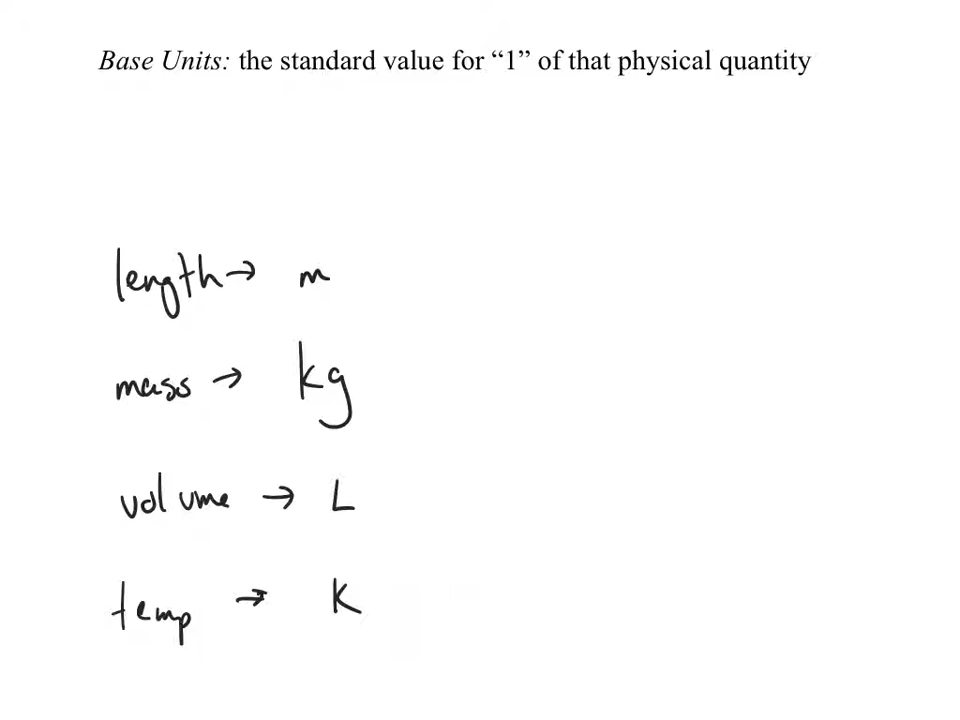 Base Units: the standard value for “1” of that physical quantity
length → m
mass → kg
volume → L
temp → K